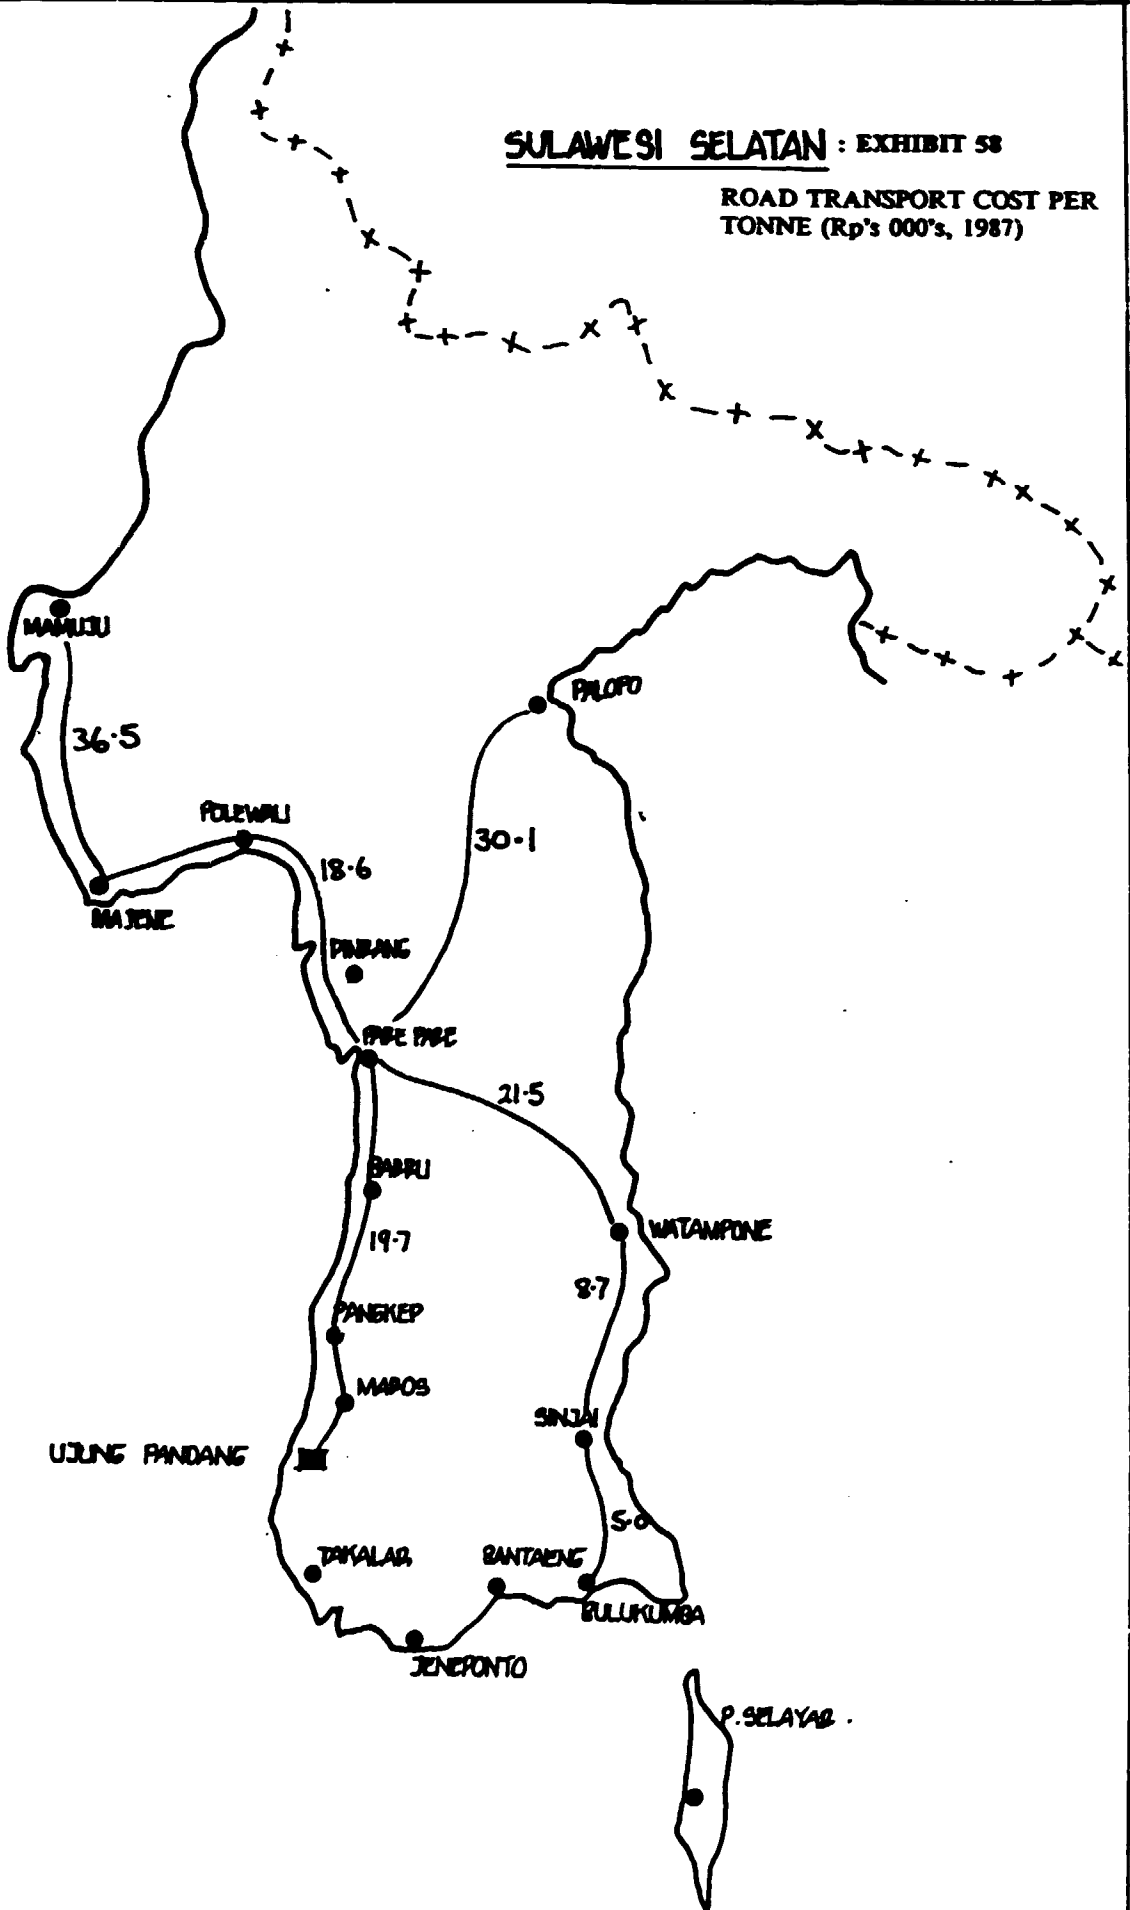 SULAWESI SELATAN : EXHIBIT 58
ROAD TRANSPORT COST PER
TONNE (Rp's 000's, 1987)
MAMUJU
PALOPO
36.5
POLEWALI
30.1
18.6
MAJENE
PINRANG
PARE PARE
21.5
BARRU
WATAMPONE
19.7
8.7
PANGKEP
MAROS
SINJAI
UJUNG PANDANG
5.0
TAKALAR
BANTAENG
BULUKUMBA
JENEPONTO
P. SELAYAR